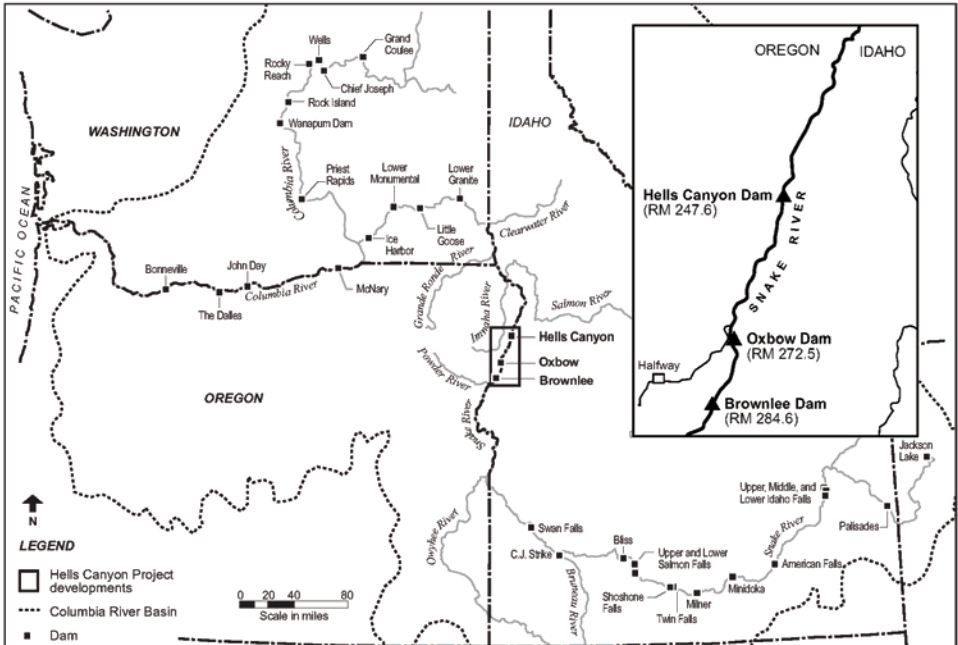 Wells
Grand
Coulee
Rocky
Reach
Chief Joseph
Rock Island
Wanapum Dam
WASHINGTON
IDAHO
Columbia River
Priest
Rapids
Lower
Monumental
Lower
Granite
Little
Goose
Ice
Harbor
Clearwater River
PACIFIC OCEAN
Bonneville
The Dalles
John Day
Columbia River
McNary
Grande Ronde River
Imnaha River
Salmon River
Hells Canyon
Oxbow
Brownlee
Powder River
Snake River
OREGON
OREGON
IDAHO
Hells Canyon Dam
(RM 247.6)
SNAKE RIVER
Oxbow Dam
(RM 272.5)
Halfway
Brownlee Dam
(RM 284.6)
Jackson
Lake
Upper, Middle, and
Lower Idaho Falls
Palisades
Snake River
American Falls
Minidoka
Milner
Twin Falls
Shoshone
Falls
Upper and Lower
Salmon Falls
Bliss
Swan Falls
C.J. Strike
Bruneau River
Owyhee River
N
LEGEND
Hells Canyon Project
developments
Columbia River Basin
Dam
0 20 40 80
Scale in miles